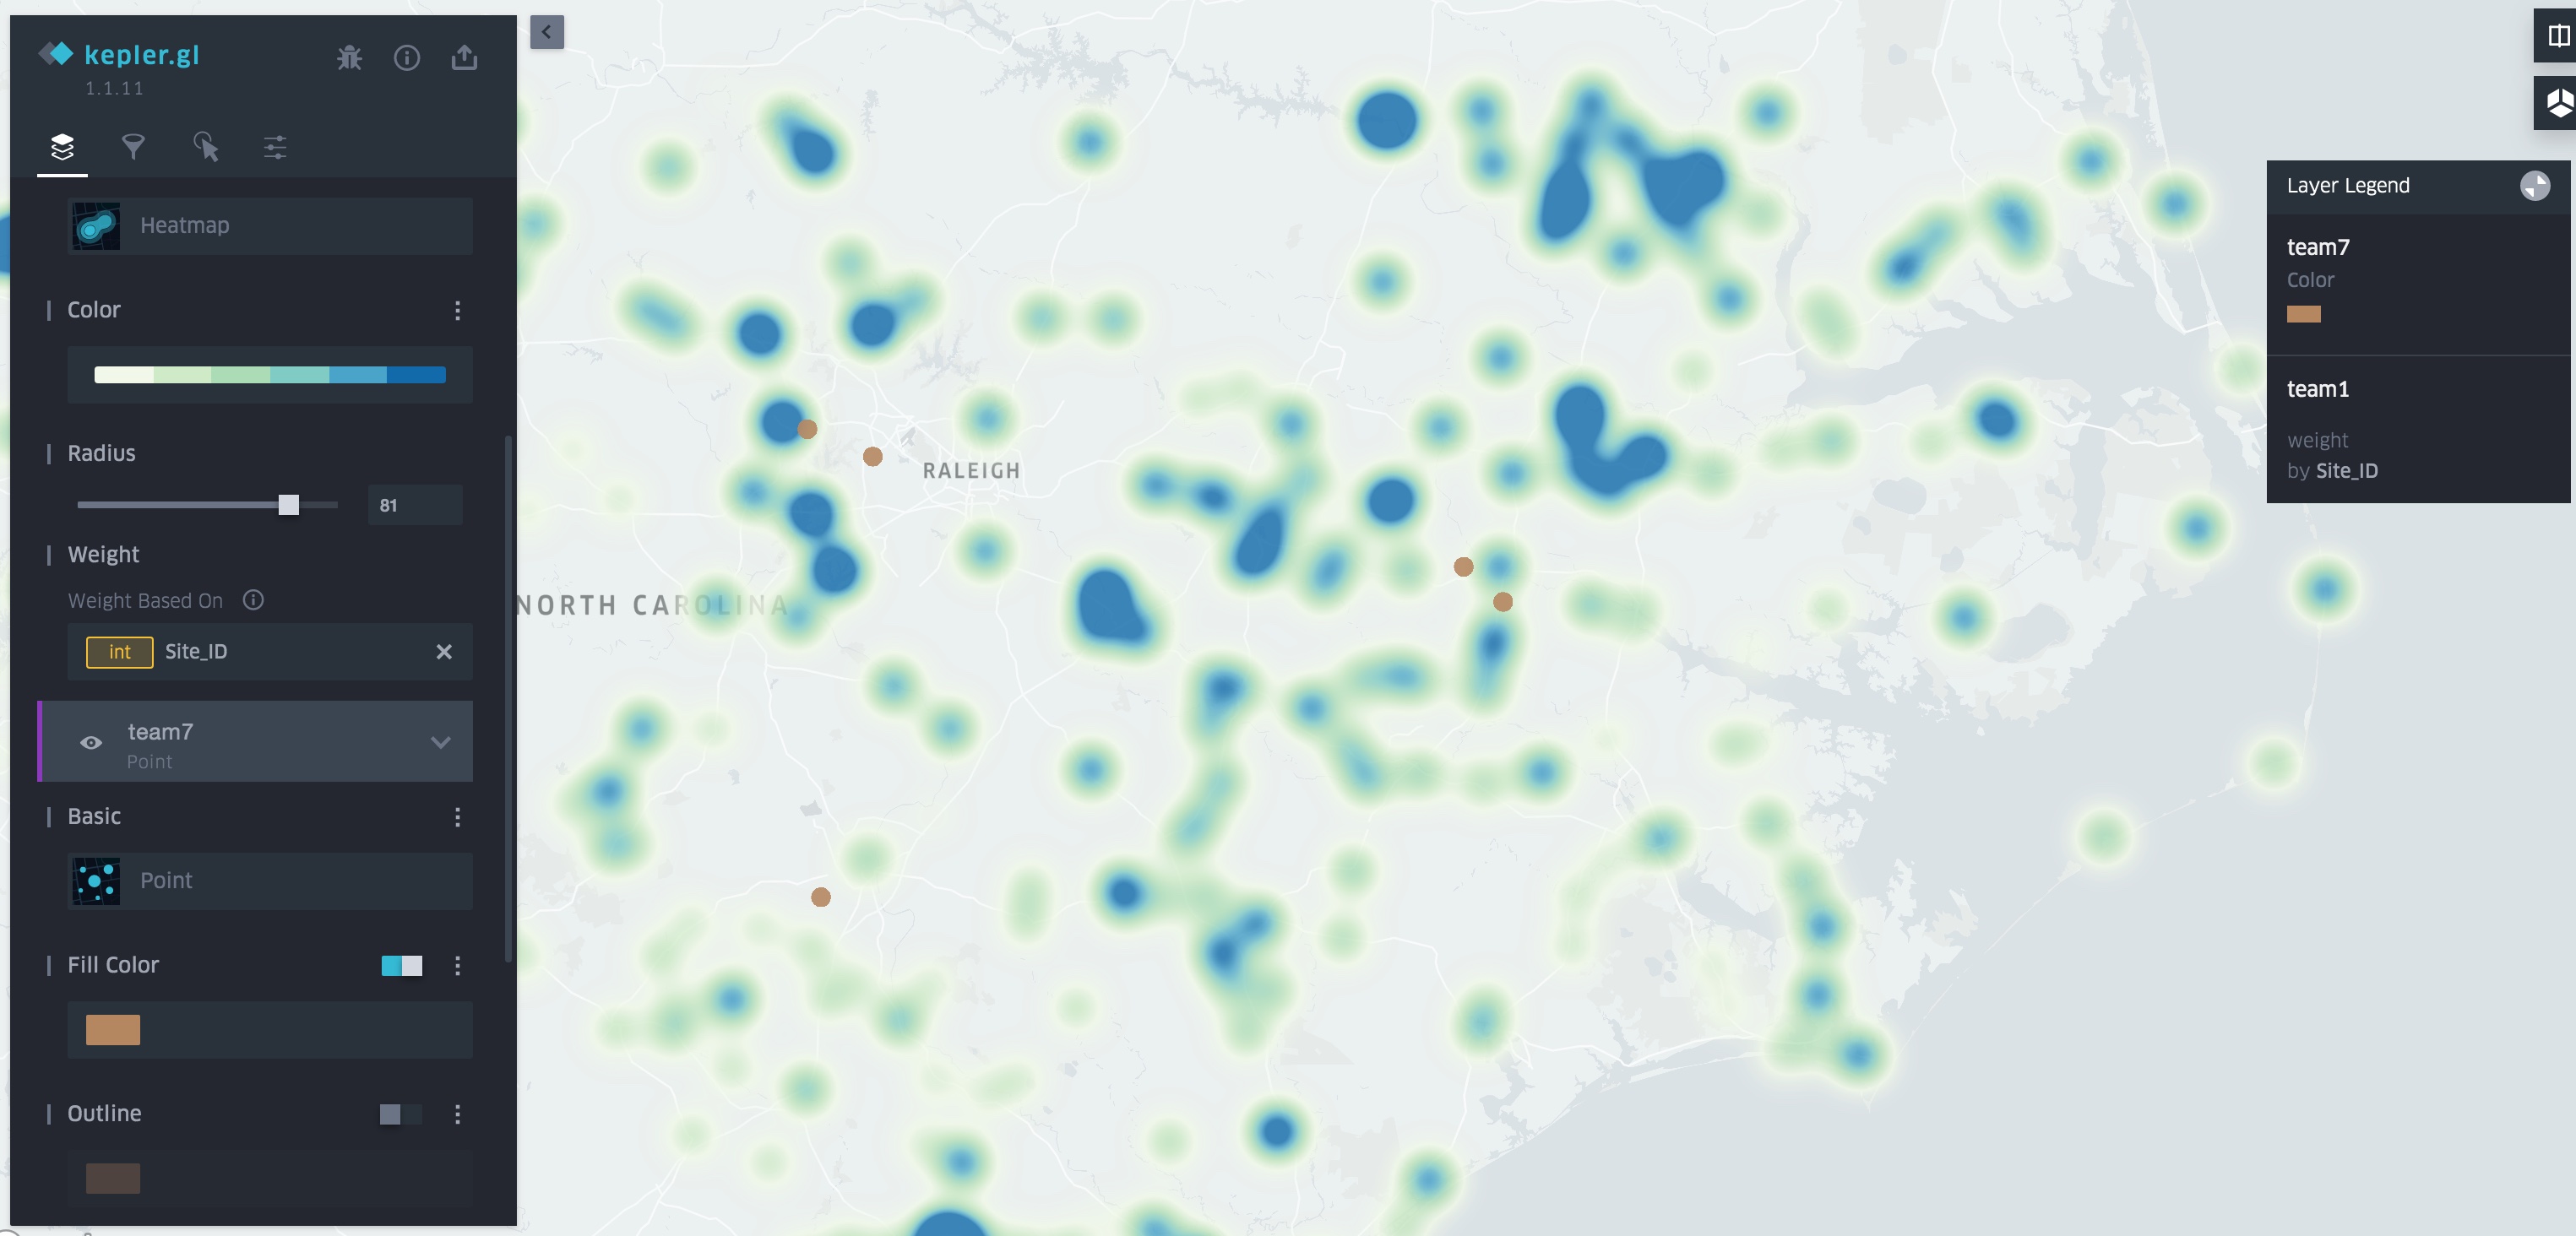 kepler.gl
1.1.11
Heatmap
Color
Radius
81
Weight
Weight Based On
int Site_ID
team7
Point
Basic
Point
Fill Color
Outline
RALEIGH
NORTH CAROLINA
Layer Legend
team7
Color
team1
weight
by Site_ID